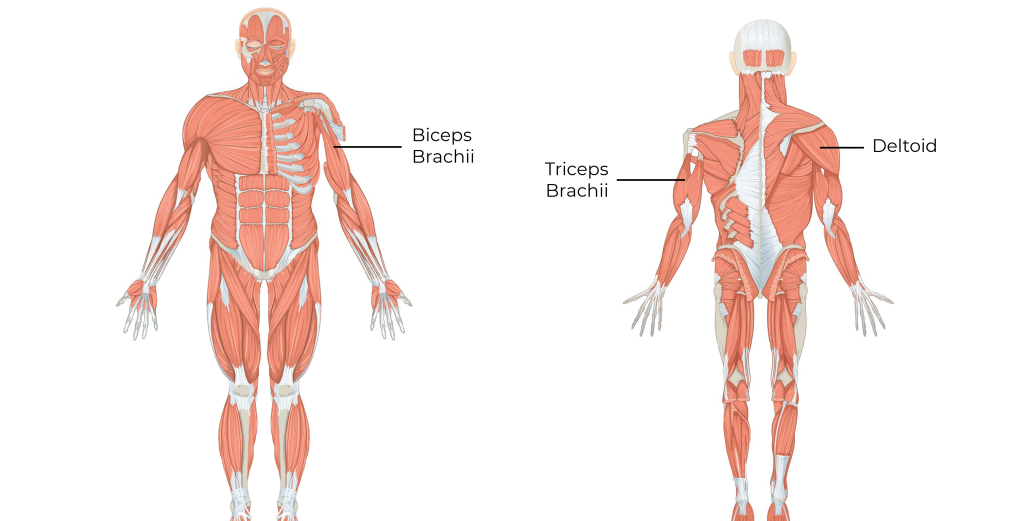 Biceps
Brachii
Triceps
Brachii
Deltoid